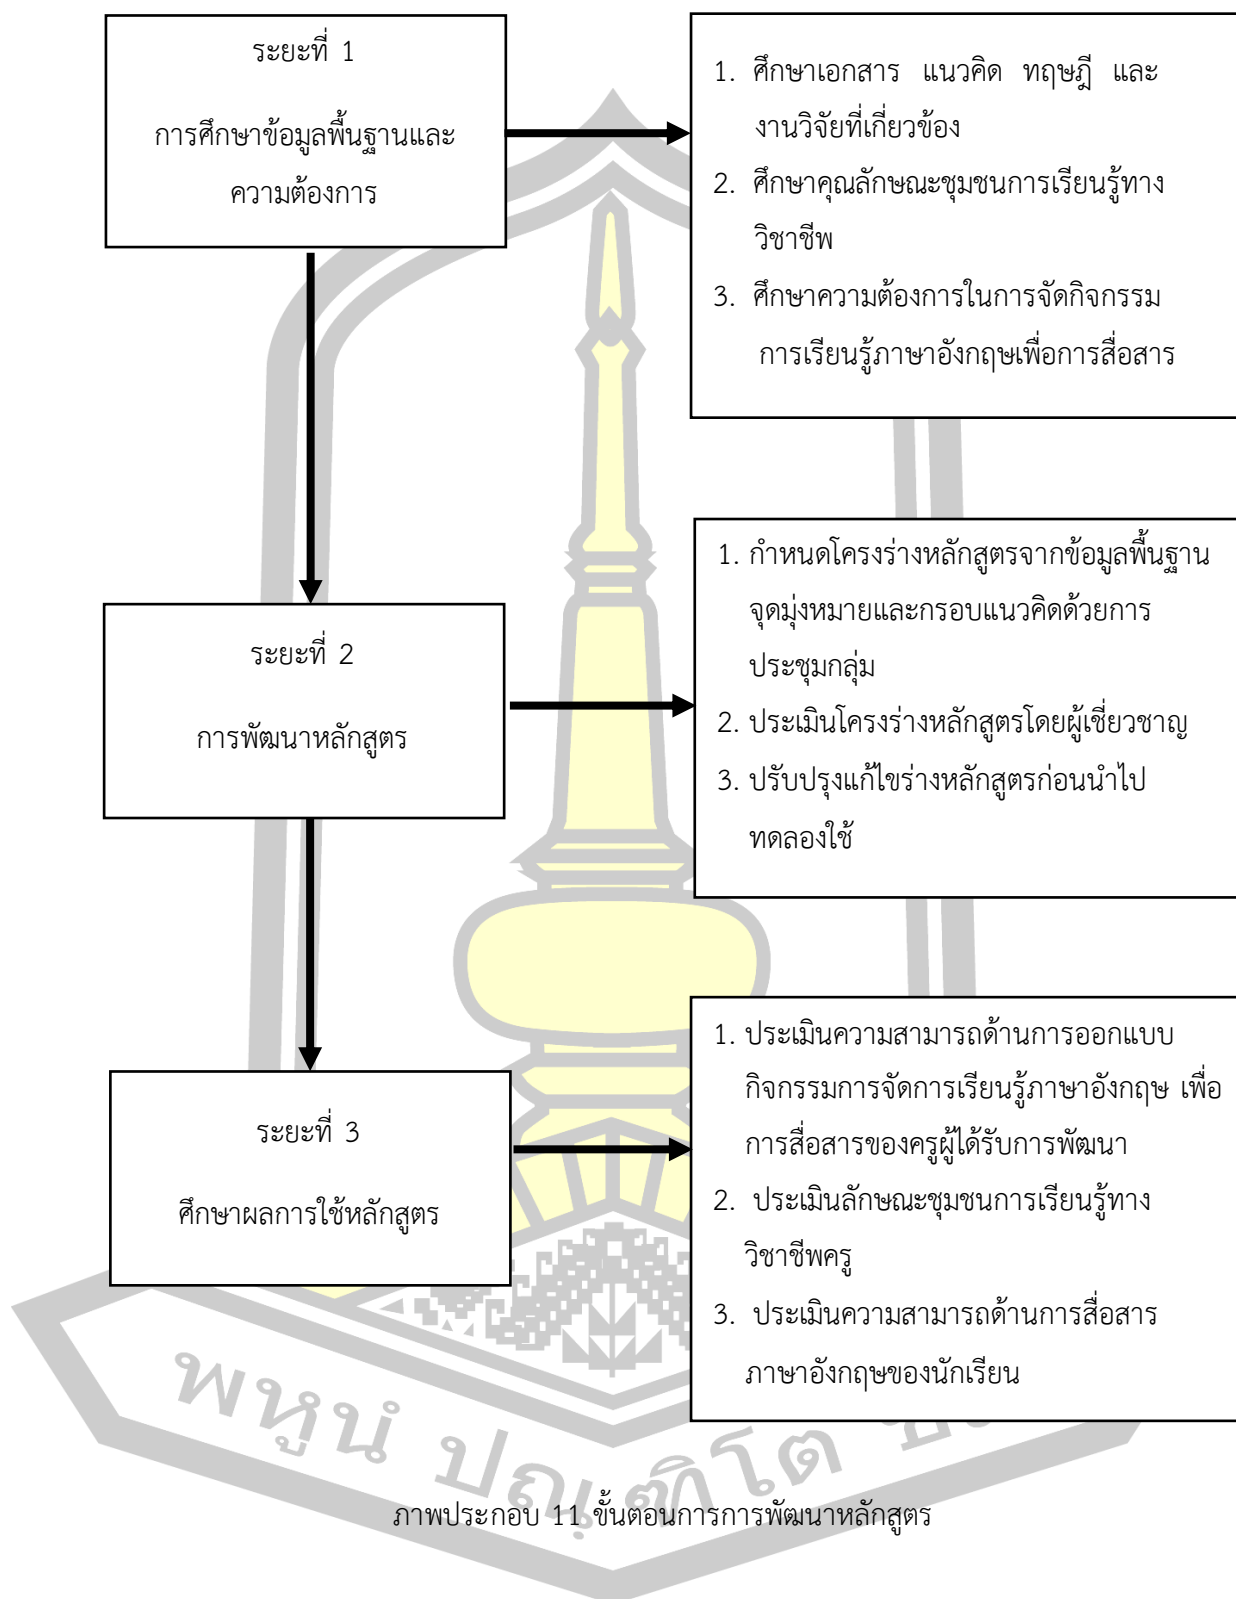 ระยะที่ 1
การศึกษาข้อมูลพื้นฐานและ
ความต้องการ
1. ศึกษาเอกสาร แนวคิด ทฤษฎี และ
งานวิจัยที่เกี่ยวข้อง
2. ศึกษาคุณลักษณะชุมชนการเรียนรู้ทาง
วิชาชีพ
3. ศึกษาความต้องการในการจัดกิจกรรม
การเรียนรู้ภาษาอังกฤษเพื่อการสื่อสาร
ระยะที่ 2
การพัฒนาหลักสูตร
1. กำหนดโครงร่างหลักสูตรจากข้อมูลพื้นฐาน
จุดมุ่งหมายและกรอบแนวคิดด้วยการ
ประชุมกลุ่ม
2. ประเมินโครงร่างหลักสูตรโดยผู้เชี่ยวชาญ
3. ปรับปรุงแก้ไขร่างหลักสูตรก่อนนำไป
ทดลองใช้
ระยะที่ 3
ศึกษาผลการใช้หลักสูตร
1. ประเมินความสามารถด้านการออกแบบ
กิจกรรมการจัดการเรียนรู้ภาษาอังกฤษ เพื่อ
การสื่อสารของครูผู้ได้รับการพัฒนา
2. ประเมินลักษณะชุมชนการเรียนรู้ทาง
วิชาชีพครู
3. ประเมินความสามารถด้านการสื่อสาร
ภาษาอังกฤษของนักเรียน
พหูนํ ปณฺฑิโต
ภาพประกอบ 11 ขั้นตอนการการพัฒนาหลักสูตร